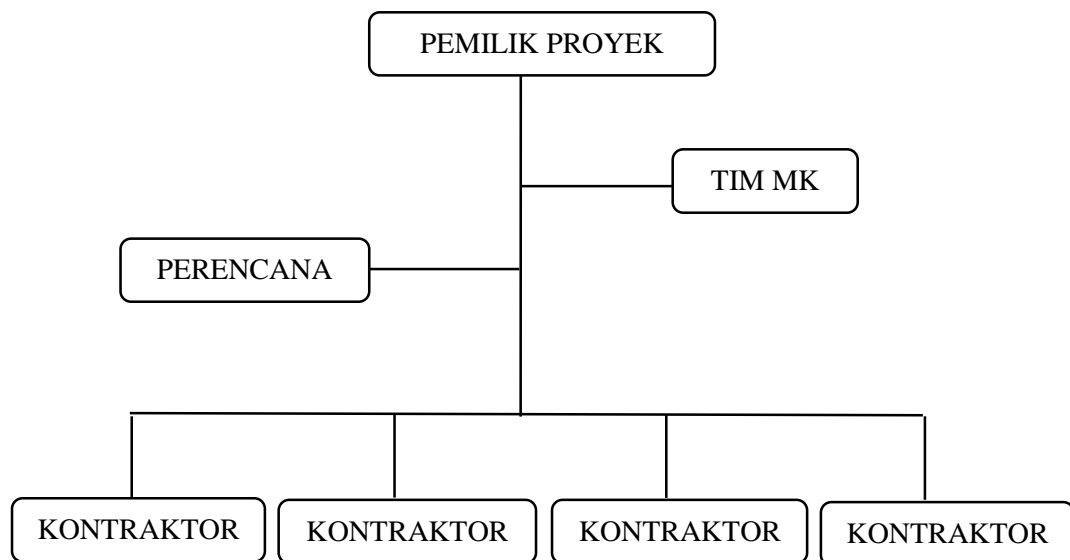 PEMILIK PROYEK
TIM MK
PERENCANA
KONTRAKTOR
KONTRAKTOR
KONTRAKTOR
KONTRAKTOR